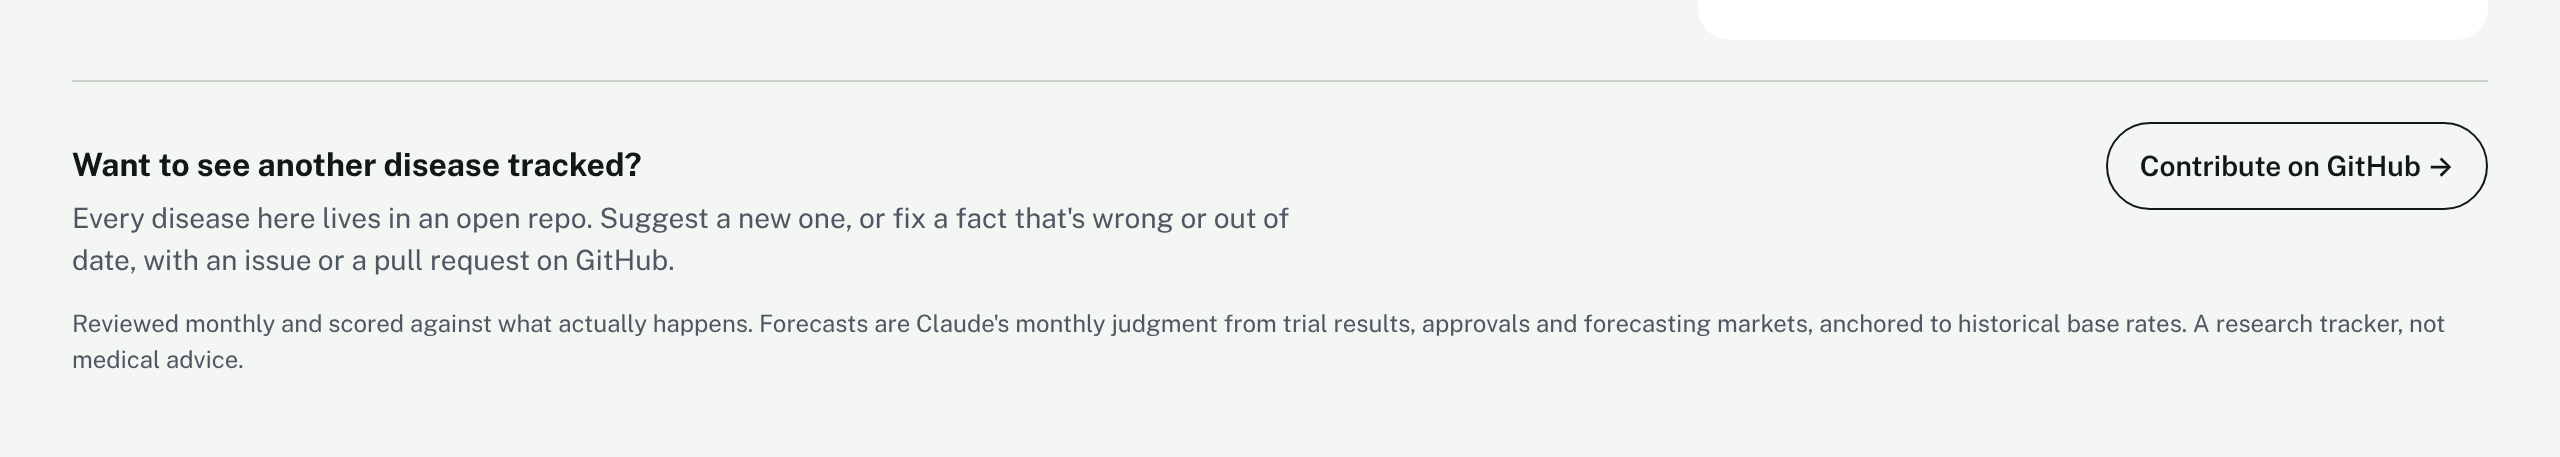 Want to see another disease tracked?
Contribute on GitHub →
Every disease here lives in an open repo. Suggest a new one, or fix a fact that's wrong or out of
date, with an issue or a pull request on GitHub.
Reviewed monthly and scored against what actually happens. Forecasts are Claude's monthly judgment from trial results, approvals and forecasting markets, anchored to historical base rates. A research tracker, not
medical advice.